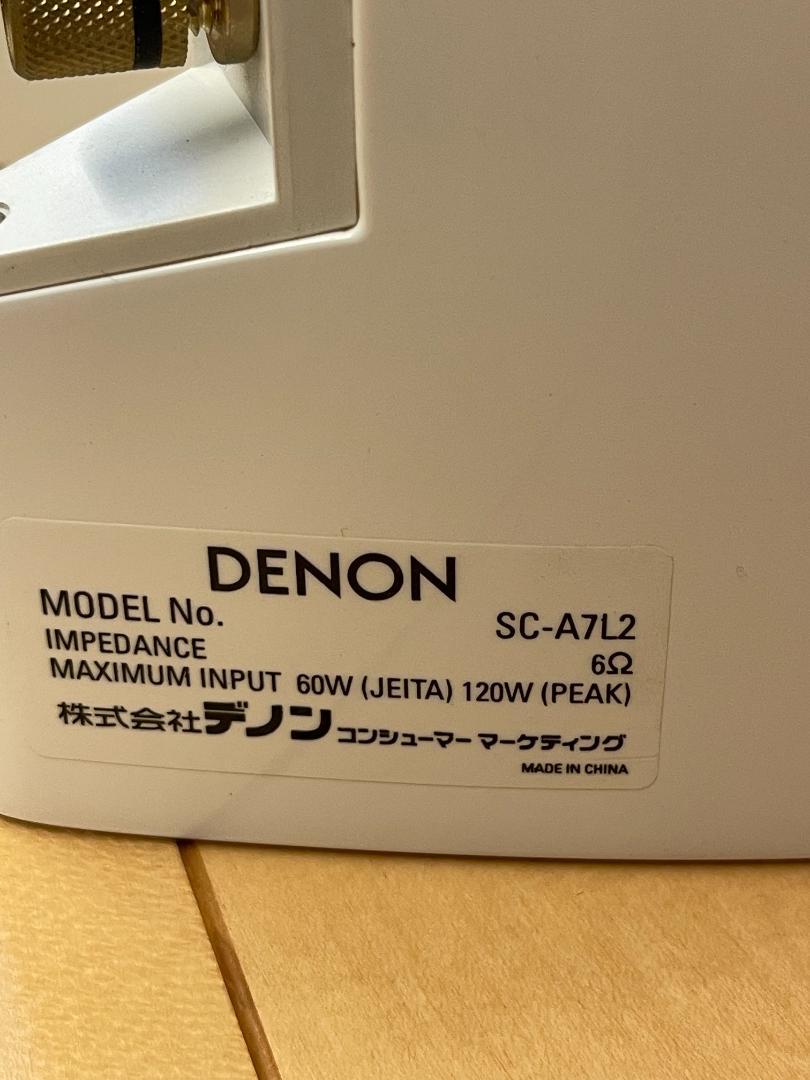 DENON
MODEL No. SC-A7L2
IMPEDANCE 6Ω
MAXIMUM INPUT 60W (JEITA) 120W (PEAK)
株式会社デノン コンシューマー マーケティング
MADE IN CHINA